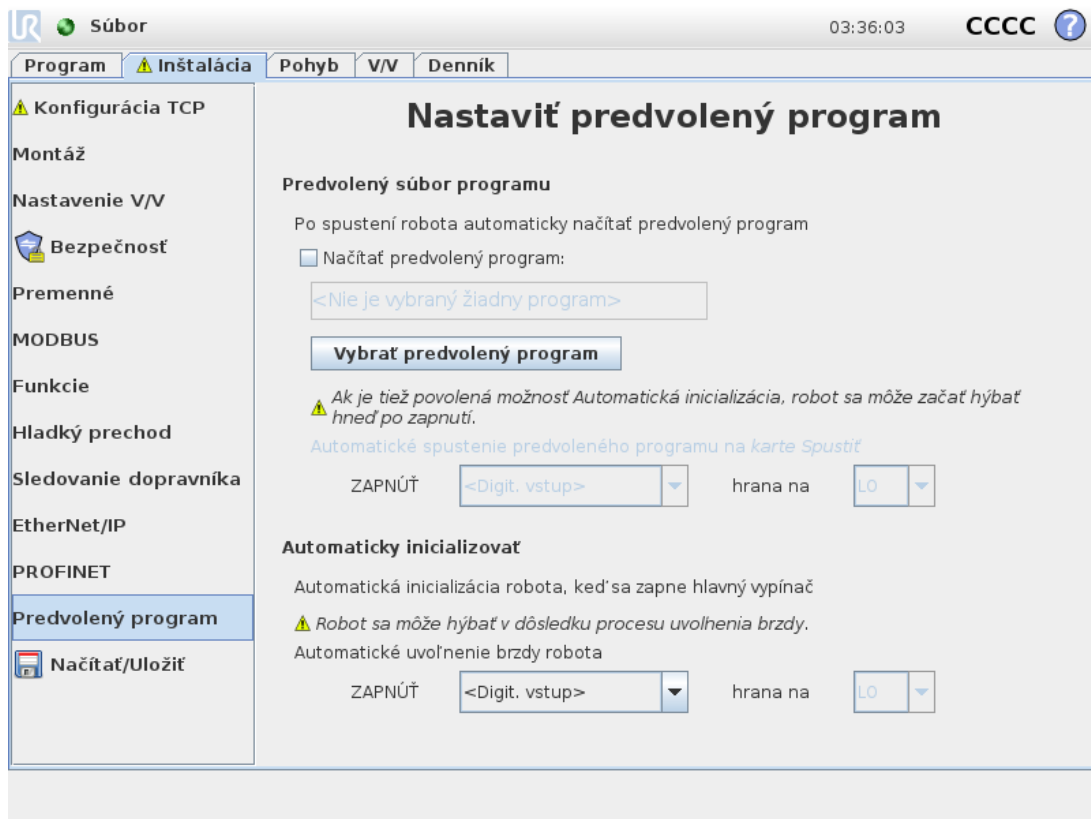 UR Súbor 03:36:03 CCCC ?
Program Inštalácia Pohyb V/V Denník
Konfigurácia TCP
Montáž
Nastavenie V/V
Bezpečnosť
Premenné
MODBUS
Funkcie
Hladký prechod
Sledovanie dopravníka
EtherNet/IP
PROFINET
Predvolený program
Načítať/Uložiť
Nastaviť predvolený program
Predvolený súbor programu
Po spustení robota automaticky načítať predvolený program
Načítať predvolený program:
<Nie je vybraný žiadny program>
Vybrať predvolený program
Ak je tiež povolená možnosť Automatická inicializácia, robot sa môže začať hýbať
hneď po zapnutí.
Automatické spustenie predvoleného programu na karte Spustiť
ZAPNÚŤ <Digit. vstup> hrana na LO
Automaticky inicializovať
Automatická inicializácia robota, keď sa zapne hlavný vypínač
Robot sa môže hýbať v dôsledku procesu uvoľnenia brzdy.
Automatické uvoľnenie brzdy robota
ZAPNÚŤ <Digit. vstup> hrana na LO